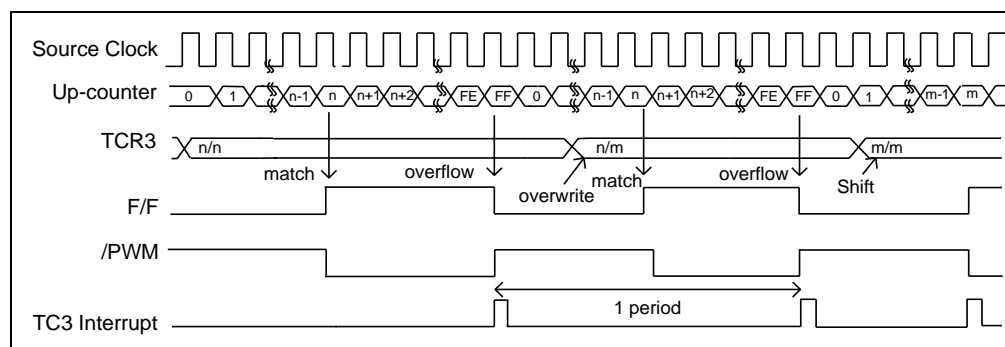 Source Clock
Up-counter 0 1 n-1 n n+1 n+2 FE FF 0 n-1 n n+1 n+2 FE FF 0 1 m-1 m
TCR3 n/n n/m m/m
match overflow overwrite match overflow Shift
F/F
/PWM
1 period
TC3 Interrupt